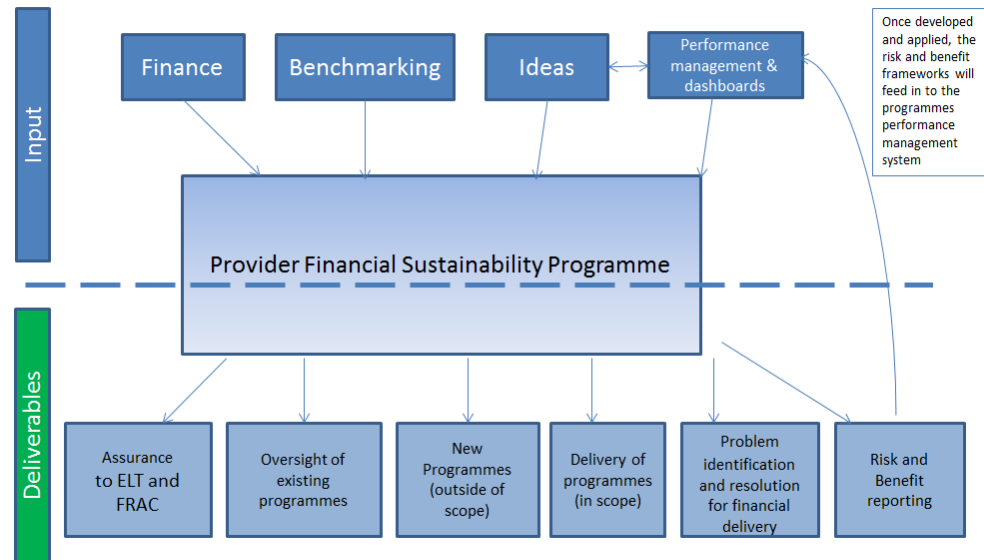 Input
Finance
Benchmarking
Ideas
Performance
management &
dashboards
Once developed
and applied, the
risk and benefit
frameworks will
feed in to the
programmes
performance
management
system
Provider Financial Sustainability Programme
Deliverables
Assurance
to ELT and
FRAC
Oversight of
existing
programmes
New
Programmes
(outside of
scope)
Delivery of
programmes
(in scope)
Problem
identification
and resolution
for financial
delivery
Risk and
Benefit
reporting